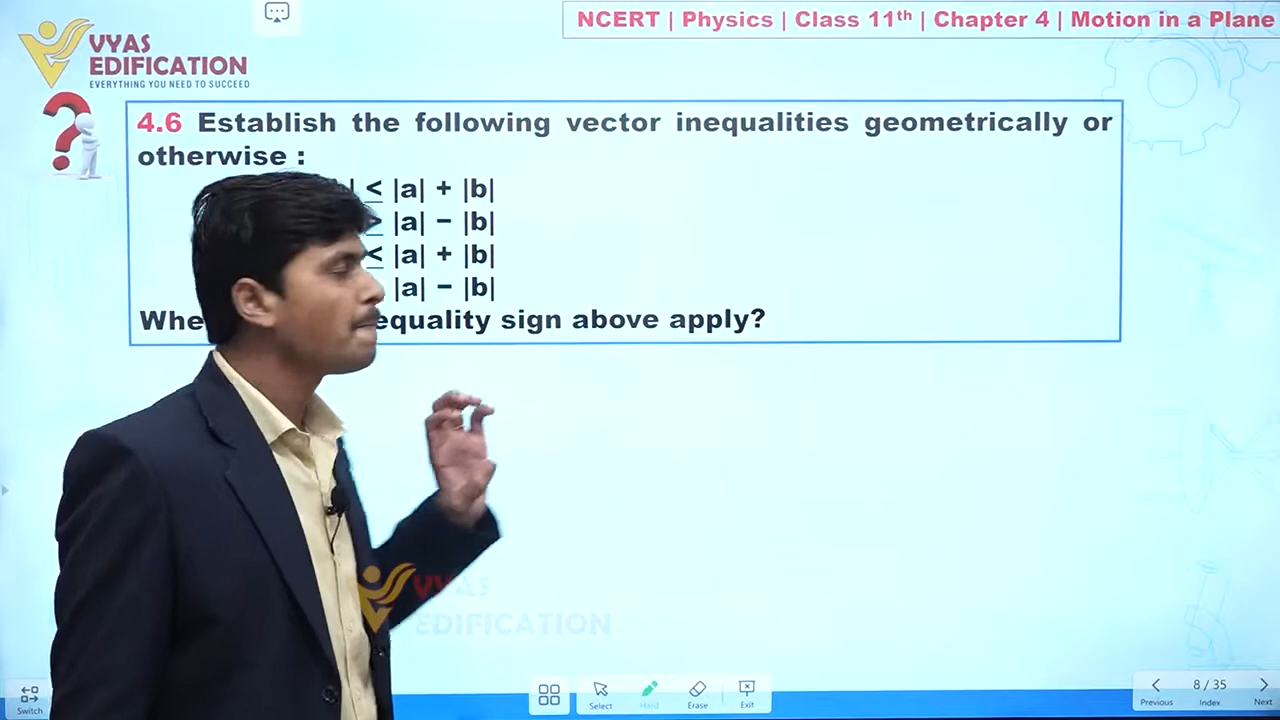 NCERT | Physics | Class 11th | Chapter 4 | Motion in a Plane
VYAS
EDIFICATION
EVERYTHING YOU NEED TO SUCCEED
4.6 Establish the following vector inequalities geometrically or
otherwise :
| ≤ |a| + |b|
≥ |a| − |b|
≤ |a| + |b|
|a| − |b|
equality sign above apply?
VYAS
EDIFICATION
Switch
Select
Hard
Erase
Exit
8 / 35
Previous
Index
Next